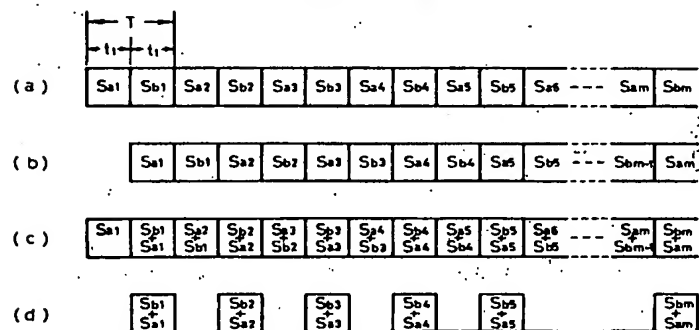 T
t1 t1
(a) Sa1 Sb1 Sa2 Sb2 Sa3 Sb3 Sa4 Sb4 Sa5 Sb5 Sa6 --- Sam Sbm
(b) Sa1 Sb1 Sa2 Sb2 Sa3 Sb3 Sa4 Sb4 Sa5 Sb5 --- Sbm-1 Sam
(c) Sa1 Sb1 Sa2 Sb2 Sa3 Sb3 Sa4 Sb4 Sa5 Sb5 Sa6 --- Sam Sbm
+ + + + + + + + + + + +
Sa1 Sb1 Sa2 Sb2 Sa3 Sb3 Sa4 Sb4 Sa5 Sb5 Sbm-1 Sam
(d) Sb1 Sb2 Sb3 Sb4 Sb5 Sbm
+ + + + + +
Sa1 Sa2 Sa3 Sa4 Sa5 Sam